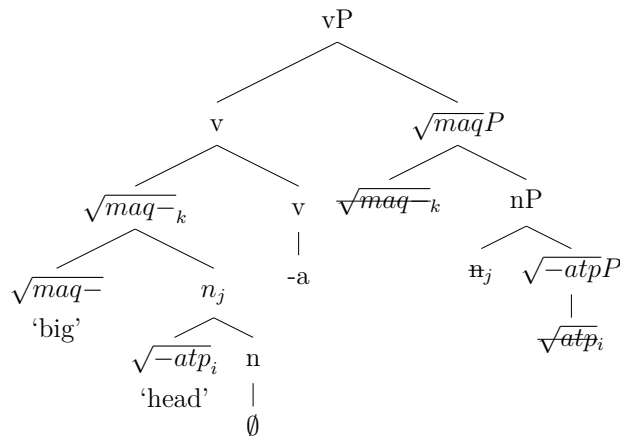 vP
v √maqP
√maq−ₖ v √maq−ₖ nP
√maq− nⱼ -a nⱼ √−atpP
‘big’ √−atpᵢ n √atpᵢ
‘head’ ∅